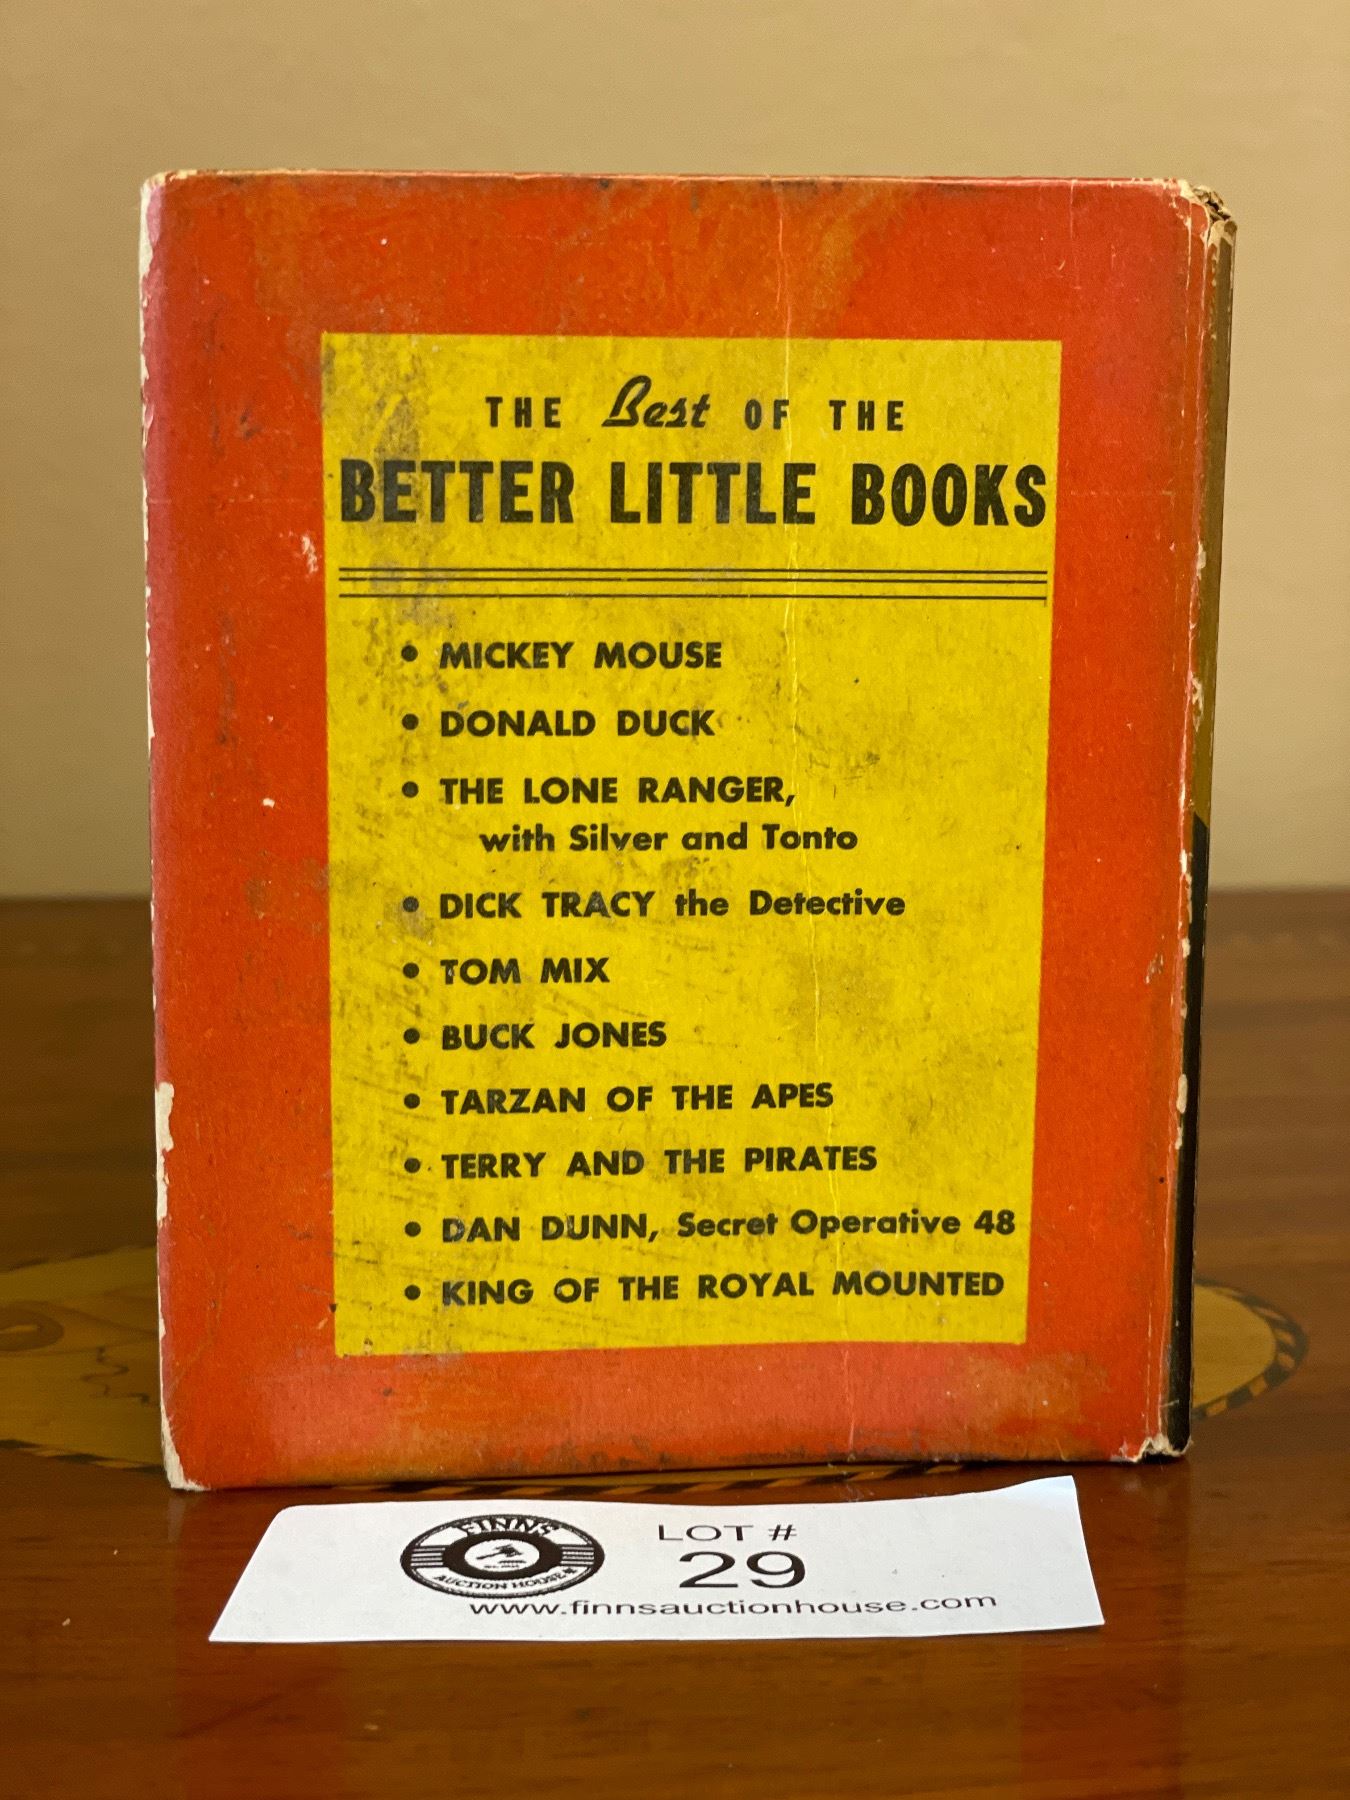 THE Best OF THE
BETTER LITTLE BOOKS
• MICKEY MOUSE
• DONALD DUCK
• THE LONE RANGER,
with Silver and Tonto
• DICK TRACY the Detective
• TOM MIX
• BUCK JONES
• TARZAN OF THE APES
• TERRY AND THE PIRATES
• DAN DUNN, Secret Operative 48
• KING OF THE ROYAL MOUNTED
FINN'S
AUCTION HOUSE
LOT #
29
www.finnsauctionhouse.com